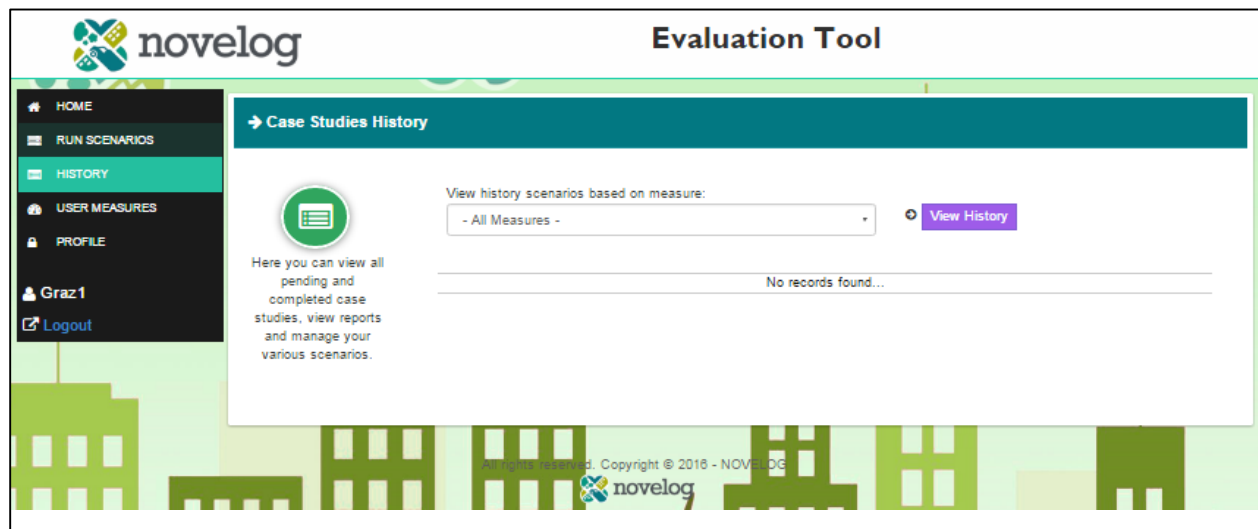 novelog
Evaluation Tool
HOME
RUN SCENARIOS
HISTORY
USER MEASURES
PROFILE
Graz1
Logout
Case Studies History
Here you can view all
pending and
completed case
studies, view reports
and manage your
various scenarios.
View history scenarios based on measure:
- All Measures -
View History
No records found...
All rights reserved. Copyright © 2016 - NOVELOG
novelog